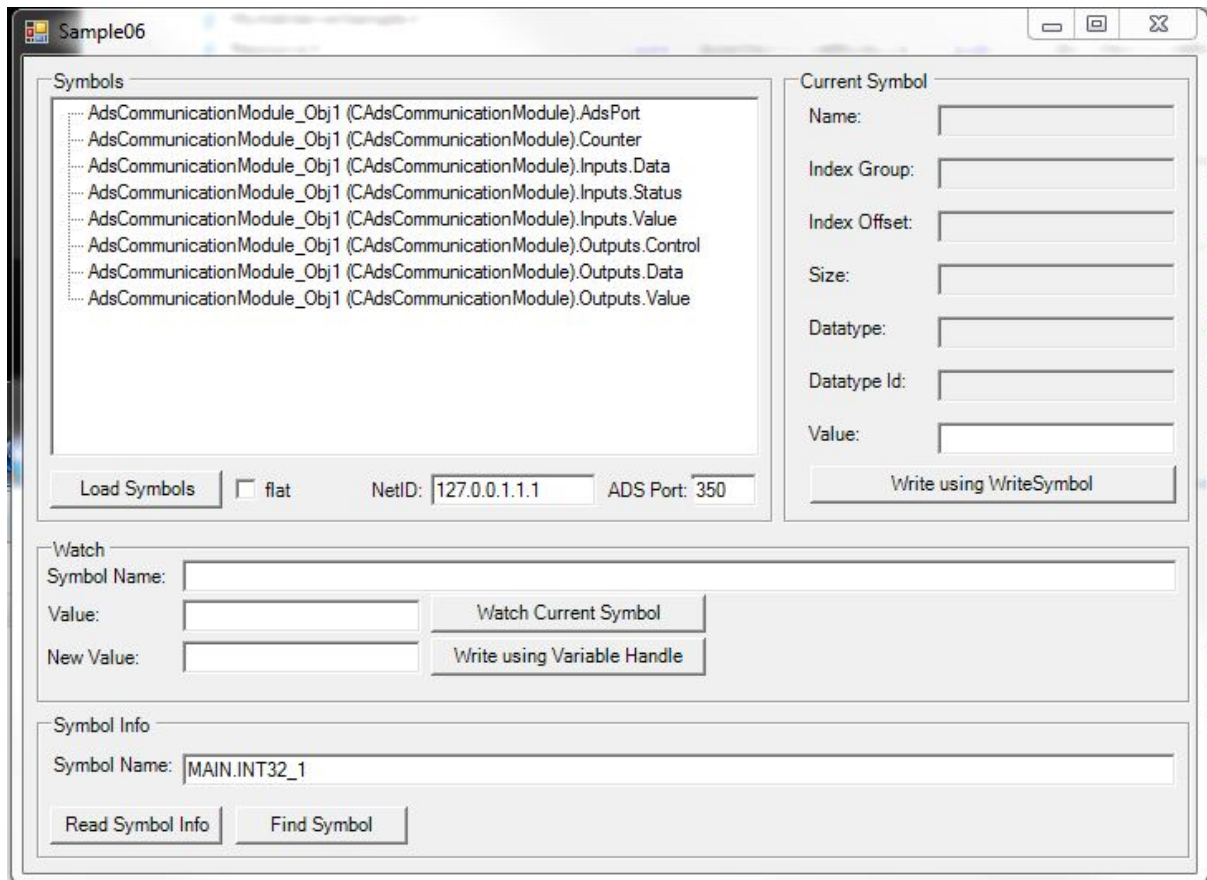 Sample06
Symbols
AdsCommunicationModule_Obj1 (CAdsCommunicationModule).AdsPort
AdsCommunicationModule_Obj1 (CAdsCommunicationModule).Counter
AdsCommunicationModule_Obj1 (CAdsCommunicationModule).Inputs.Data
AdsCommunicationModule_Obj1 (CAdsCommunicationModule).Inputs.Status
AdsCommunicationModule_Obj1 (CAdsCommunicationModule).Inputs.Value
AdsCommunicationModule_Obj1 (CAdsCommunicationModule).Outputs.Control
AdsCommunicationModule_Obj1 (CAdsCommunicationModule).Outputs.Data
AdsCommunicationModule_Obj1 (CAdsCommunicationModule).Outputs.Value
Load Symbols flat NetID: 127.0.0.1.1.1 ADS Port: 350
Current Symbol
Name:
Index Group:
Index Offset:
Size:
Datatype:
Datatype Id:
Value:
Write using WriteSymbol
Watch
Symbol Name:
Value: Watch Current Symbol
New Value: Write using Variable Handle
Symbol Info
Symbol Name: MAIN.INT32_1
Read Symbol Info Find Symbol